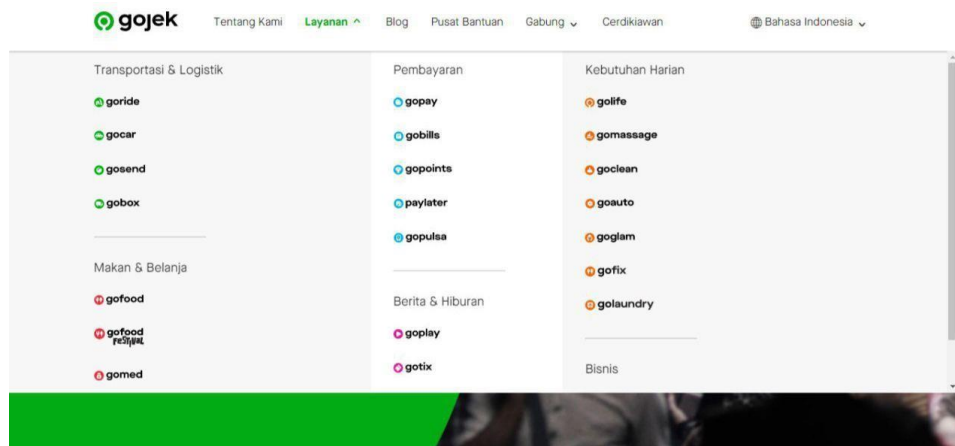 gojek
Tentang Kami
Layanan
Blog
Pusat Bantuan
Gabung
Cerdikiawan
Bahasa Indonesia
Transportasi & Logistik
goride
gocar
gosend
gobox
Makan & Belanja
gofood
gofood
FESTIVAL
gomed
Pembayaran
gopay
gobills
gopoints
paylater
gopulsa
Berita & Hiburan
goplay
gotix
Kebutuhan Harian
golife
gomassage
goclean
goauto
goglam
gofix
golaundry
Bisnis